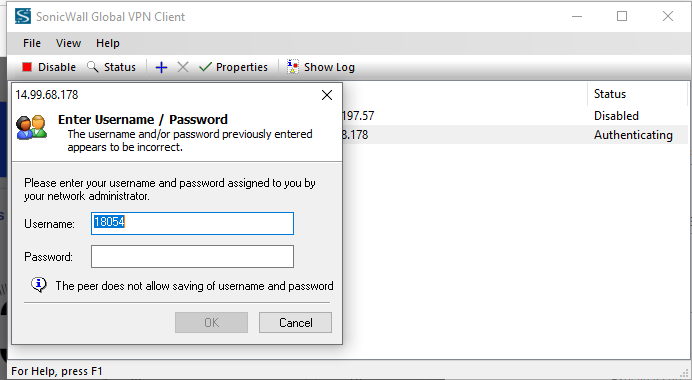 SonicWall Global VPN Client
File View Help
Disable Status Properties Show Log
14.99.68.178
Status
Enter Username / Password
197.57 Disabled
The username and/or password previously entered
8.178 Authenticating
appears to be incorrect.
Please enter your username and password assigned to you by
your network administrator.
Username: 18054
Password:
The peer does not allow saving of username and password
OK Cancel
For Help, press F1